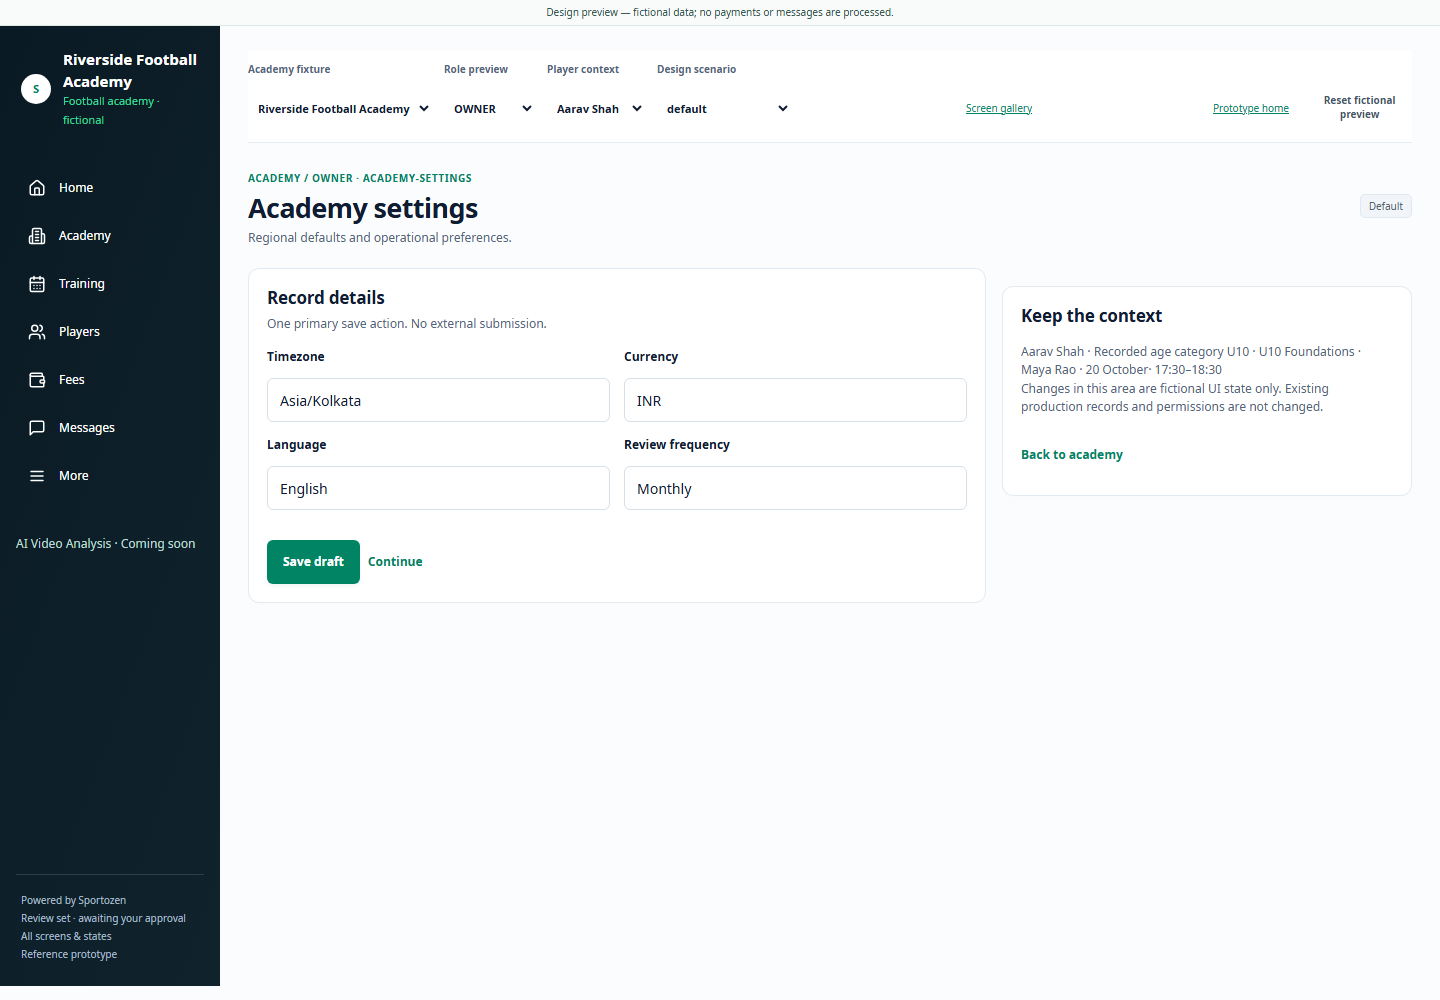 Design preview — fictional data; no payments or messages are processed.
S
Riverside Football
Academy
Football academy ·
fictional
Home
Academy
Training
Players
Fees
Messages
More
AI Video Analysis · Coming soon
Powered by Sportozen
Review set · awaiting your approval
All screens & states
Reference prototype
Academy fixture
Role preview
Player context
Design scenario
Riverside Football Academy
OWNER
Aarav Shah
default
Screen gallery
Prototype home
Reset fictional
preview
ACADEMY / OWNER · ACADEMY-SETTINGS
Academy settings
Regional defaults and operational preferences.
Default
Record details
One primary save action. No external submission.
Timezone
Currency
Asia/Kolkata
INR
Language
Review frequency
English
Monthly
Save draft
Continue
Keep the context
Aarav Shah · Recorded age category U10 · U10 Foundations ·
Maya Rao · 20 October· 17:30–18:30
Changes in this area are fictional UI state only. Existing
production records and permissions are not changed.
Back to academy